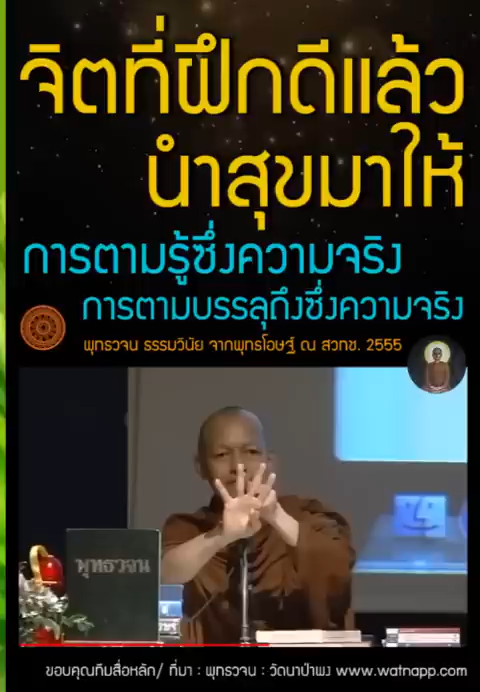 จิตที่ฝึกดีแล้ว
นำสุขมาให้
การตามรู้ซึ่งความจริง
การตามบรรลุถึงซึ่งความจริง
พุทธวจน ธรรมวินัย จากพุทธโอษฐ์ ณ สวทช. 2555
พุทธวจน
ขอบคุณทีมสื่อหลัก/ ที่มา : พุทธวจน : วัดนาป่าพง www.watnapp.com